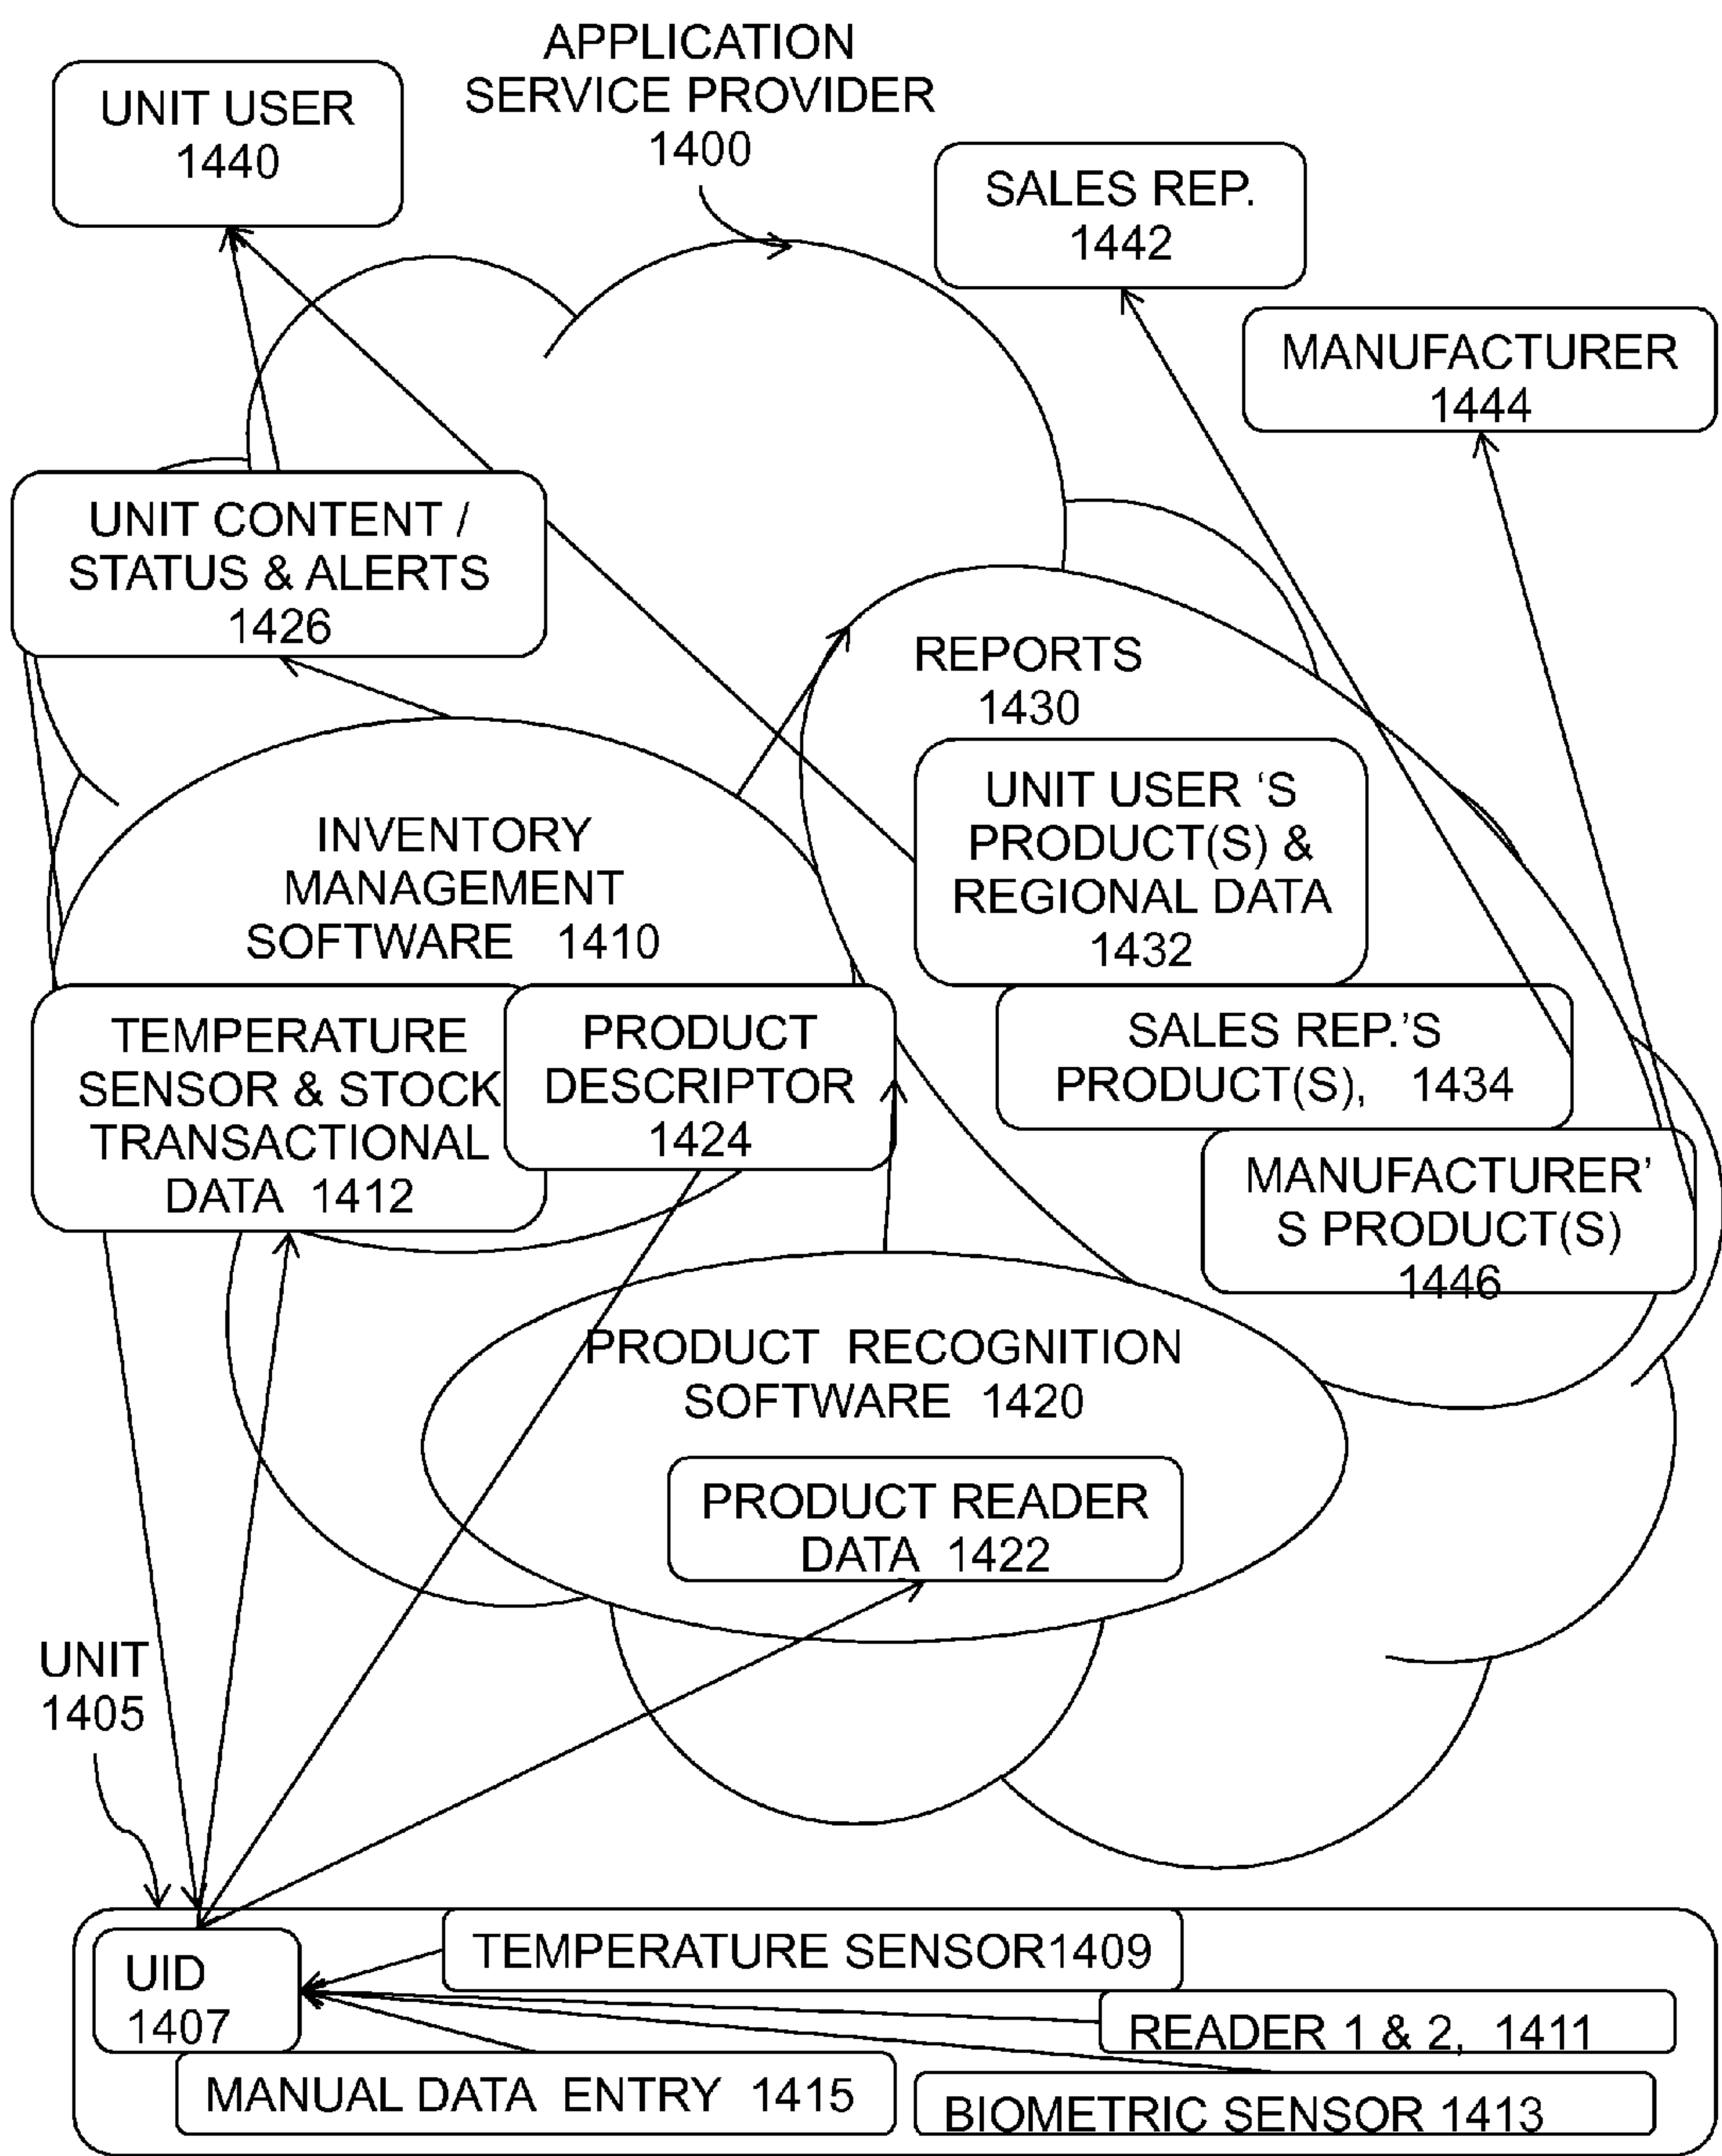 APPLICATION
SERVICE PROVIDER
1400
UNIT USER
1440
SALES REP.
1442
MANUFACTURER
1444
UNIT CONTENT /
STATUS & ALERTS
1426
REPORTS
1430
UNIT USER ‘S
PRODUCT(S) &
REGIONAL DATA
1432
INVENTORY
MANAGEMENT
SOFTWARE 1410
TEMPERATURE
SENSOR & STOCK
TRANSACTIONAL
DATA 1412
PRODUCT
DESCRIPTOR
1424
SALES REP.’S
PRODUCT(S), 1434
MANUFACTURER’
S PRODUCT(S)
1446
PRODUCT RECOGNITION
SOFTWARE 1420
PRODUCT READER
DATA 1422
UNIT
1405
UID
1407
TEMPERATURE SENSOR1409
READER 1 & 2, 1411
MANUAL DATA ENTRY 1415
BIOMETRIC SENSOR 1413